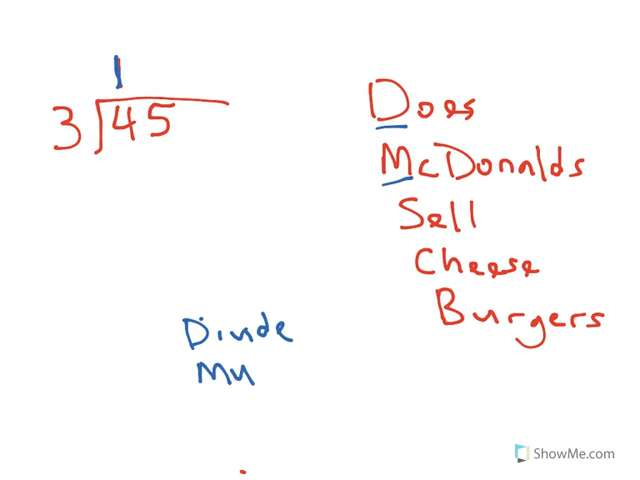 1
3 45
Does
McDonalds
Sell
Cheese
Burgers
Divide
Mu
ShowMe.com